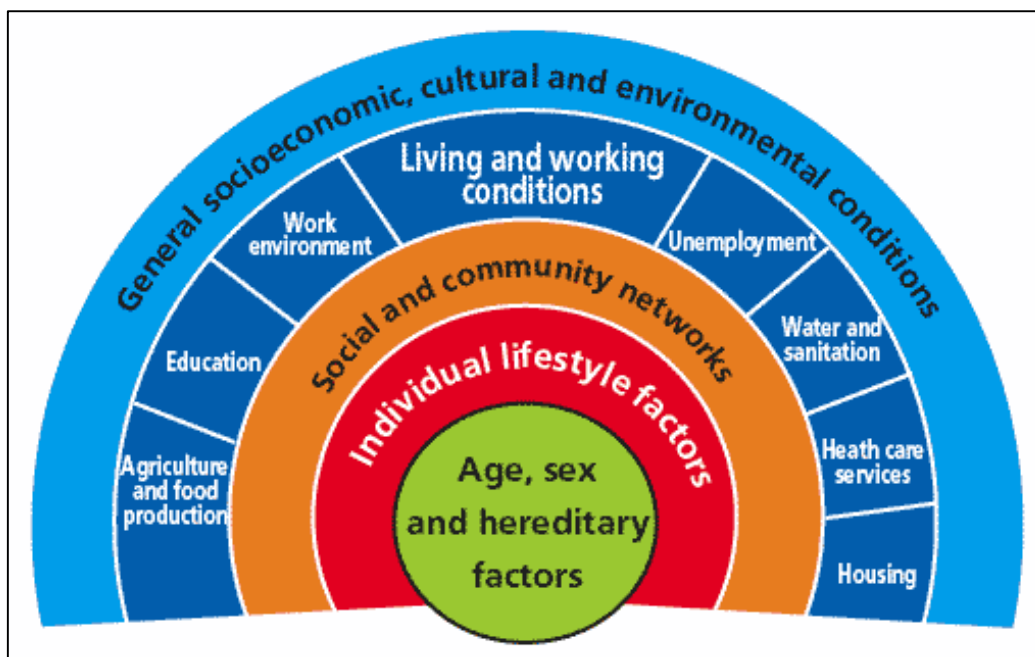 General socioeconomic, cultural and environmental conditions
Living and working
conditions
Work
environment
Unemployment
Education
Water and
sanitation
Agriculture
and food
production
Heath care
services
Housing
Social and community networks
Individual lifestyle factors
Age, sex
and hereditary
factors